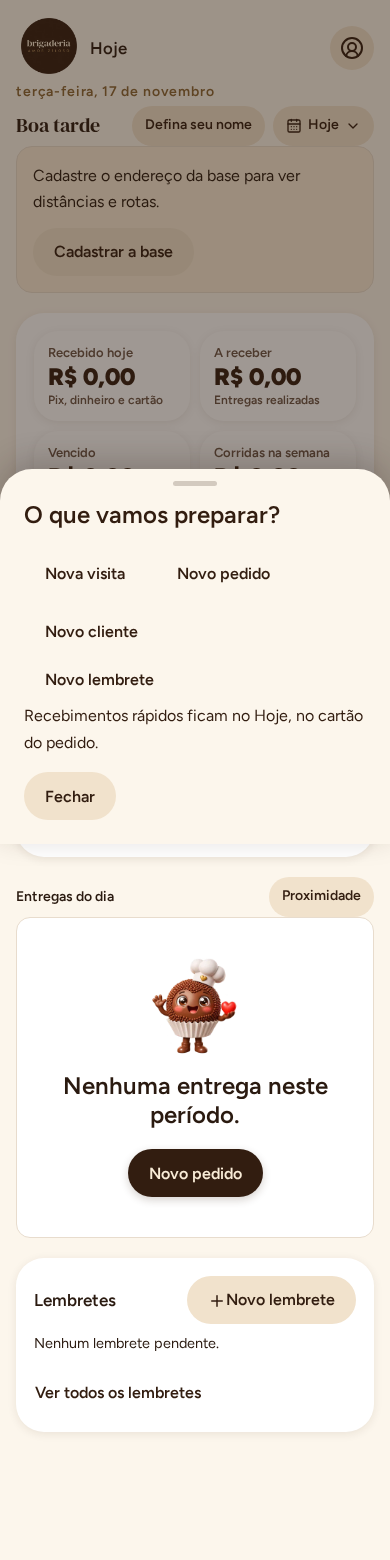 brigaderia
Hoje
terça-feira, 17 de novembro
Boa tarde
Defina seu nome
Hoje
Cadastre o endereço da base para ver
distâncias e rotas.
Cadastrar a base
Recebido hoje
R$ 0,00
Pix, dinheiro e cartão
A receber
R$ 0,00
Entregas realizadas
Vencido
Corridas na semana
O que vamos preparar?
Nova visita
Novo pedido
Novo cliente
Novo lembrete
Recebimentos rápidos ficam no Hoje, no cartão
do pedido.
Fechar
Entregas do dia
Proximidade
Nenhuma entrega neste
período.
Novo pedido
Lembretes
+ Novo lembrete
Nenhum lembrete pendente.
Ver todos os lembretes